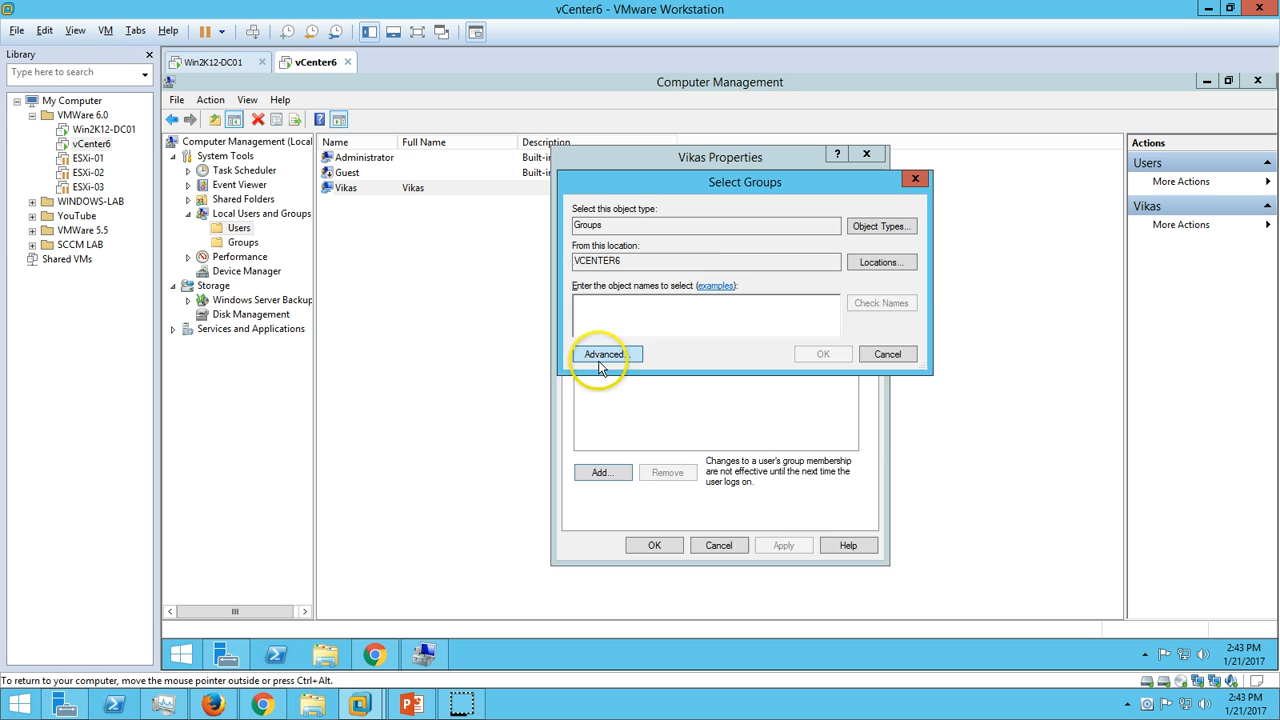 vCenter6 - VMware Workstation
File Edit View VM Tabs Help
Library
Type here to search
My Computer
VMWare 6.0
Win2K12-DC01
vCenter6
ESXi-01
ESXi-02
ESXi-03
WINDOWS-LAB
YouTube
VMWare 5.5
SCCM LAB
Shared VMs
Win2K12-DC01
vCenter6
Computer Management
File Action View Help
Computer Management (Local
System Tools
Task Scheduler
Event Viewer
Shared Folders
Local Users and Groups
Users
Groups
Performance
Device Manager
Storage
Windows Server Backup
Disk Management
Services and Applications
Name Full Name Description
Administrator Built-in
Guest Built-in
Vikas Vikas
Vikas Properties
?
Select Groups
Select this object type:
Groups
Object Types...
From this location:
VCENTER6
Locations...
Enter the object names to select (examples):
Check Names
Advanced...
OK
Cancel
Add...
Remove
Changes to a user's group membership
are not effective until the next time the
user logs on.
OK
Cancel
Apply
Help
Actions
Users
More Actions
Vikas
More Actions
2:43 PM
1/21/2017
To return to your computer, move the mouse pointer outside or press Ctrl+Alt.
2:43 PM
1/21/2017